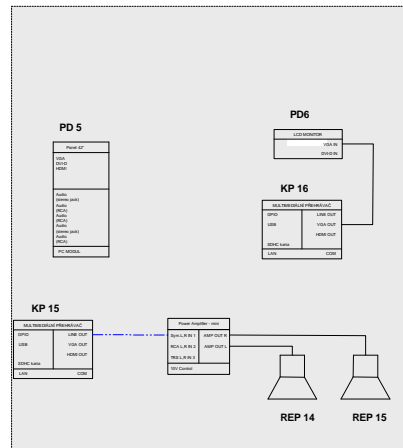 PD6
LCD MONITOR
VGA IN
DVI-D IN
PD 5
Panel 42"
VGA
DVI-D
HDMI
Audio
(stereo jack)
Audio
(RCA)
Audio
(RCA)
Audio
(stereo jack)
Audio
(RCA)
PC MODUL
KP 16
MULTIMEDIÁLNÍ PŘEHRÁVAČ
GPIO LINE OUT
USB VGA OUT
HDMI OUT
SDHC karta
LAN COM
KP 15
MULTIMEDIÁLNÍ PŘEHRÁVAČ
GPIO LINE OUT
USB VGA OUT
HDMI OUT
SDHC karta
LAN COM
Power Amplifier - mini
Sym.L,R IN 1 AMP OUT R
RCA L,R IN 2 AMP OUT L
TRS L,R IN 3
10V Control
REP 14
REP 15